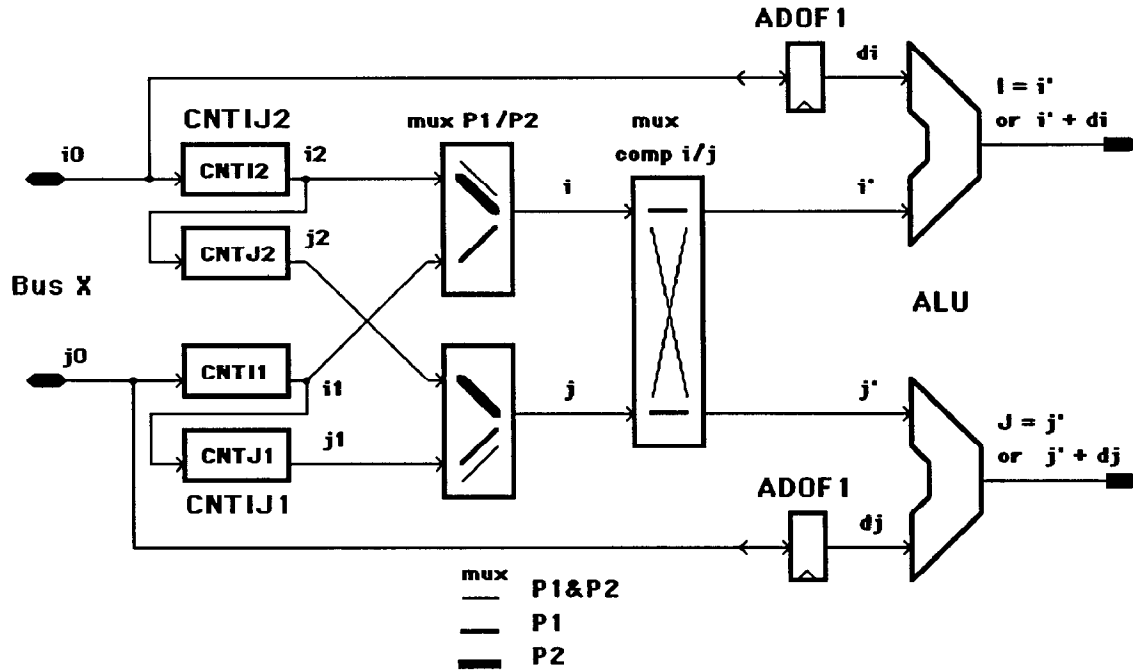 ADOF1
di
I = i'
or i' + di
CNTIJ2
mux P1/P2
mux
comp i/j
i0
CNTI2
i2
i
i'
CNTJ2
j2
Bus X
ALU
j0
CNTI1
i1
j
j'
J = j'
or j' + dj
CNTJ1
j1
CNTIJ1
ADOF1
dj
mux
P1&P2
P1
P2